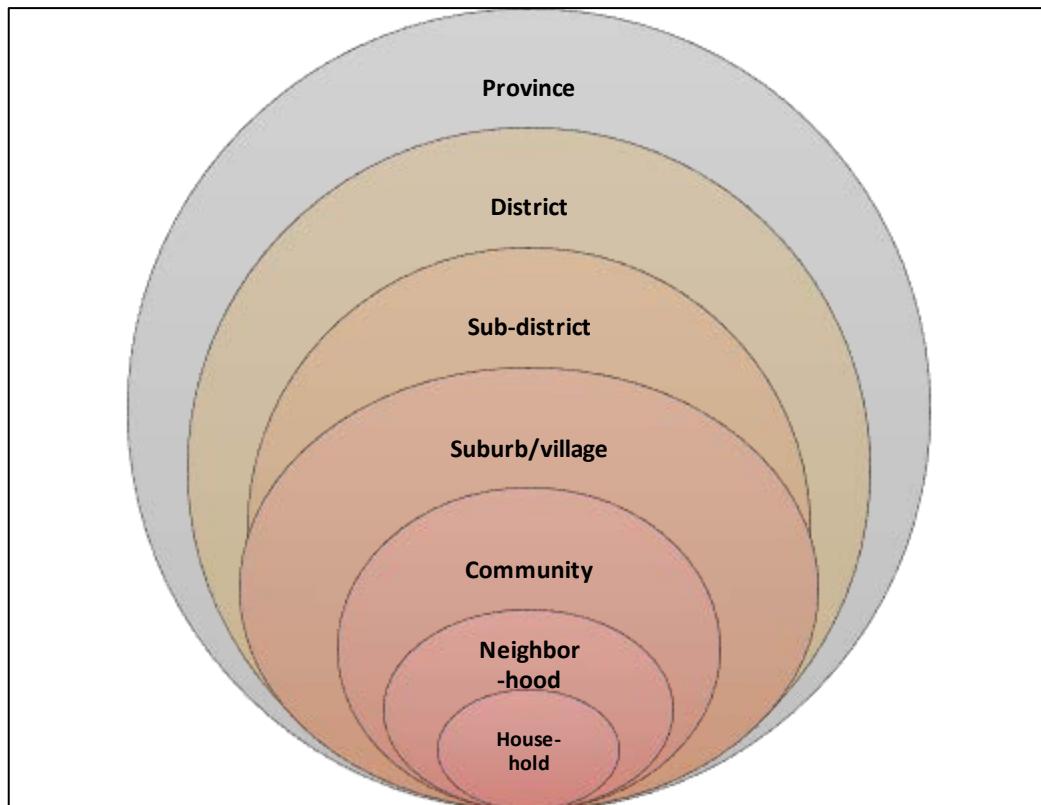 Province
District
Sub-district
Suburb/village
Community
Neighbor
-hood
House-
hold